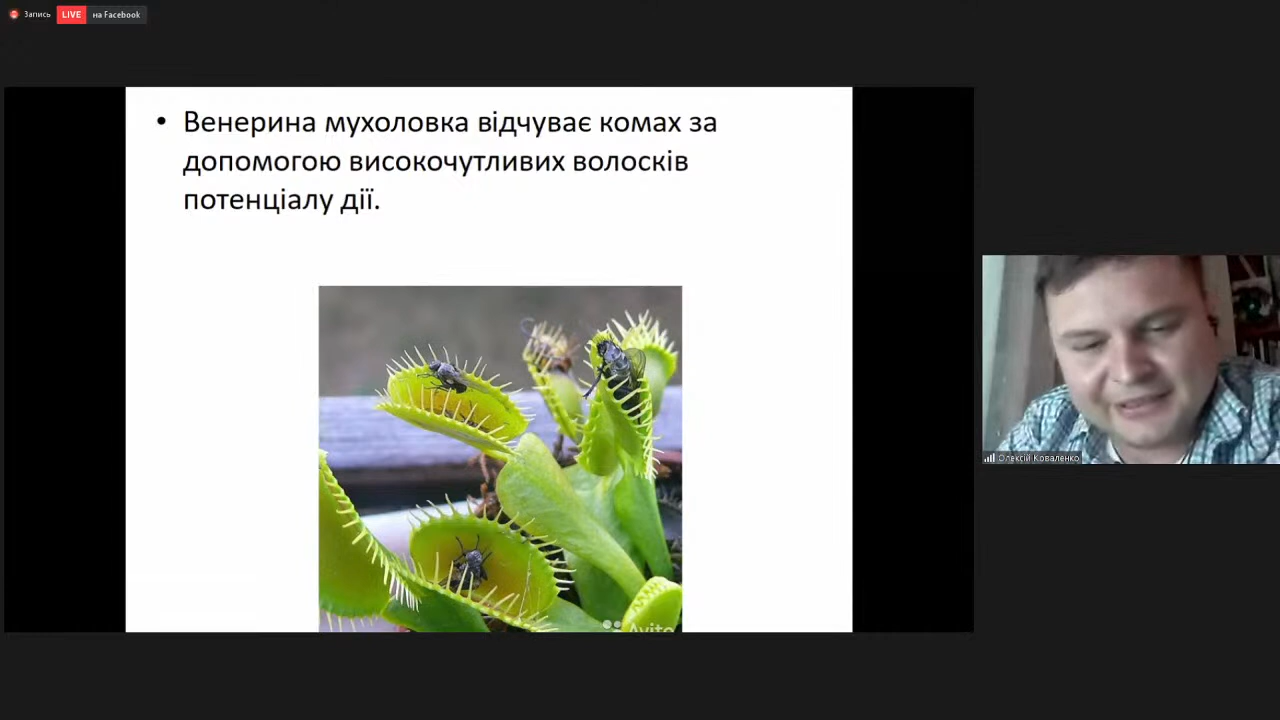 Запись LIVE на Facebook
• Венерина мухоловка відчуває комах за
допомогою високочутливих волосків
потенціалу дії.
Олексій Коваленко
Avito